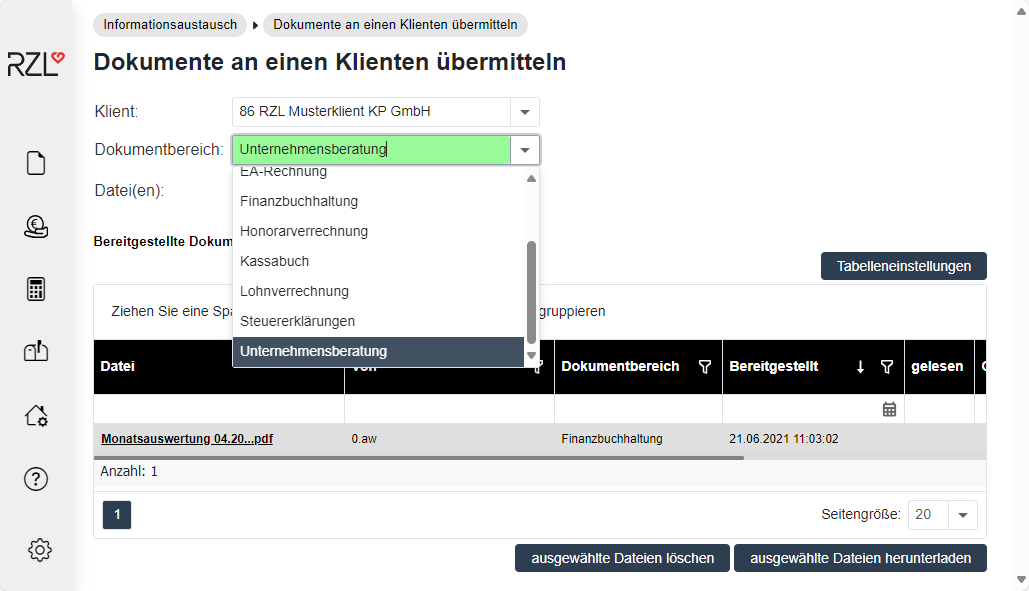 Informationsaustausch Dokumente an einen Klienten übermitteln
RZL
Dokumente an einen Klienten übermitteln
Klient: 86 RZL Musterklient KP GmbH
Dokumentbereich: Unternehmensberatung
EA-Rechnung
Datei(en):
Finanzbuchhaltung
Honorarverrechnung
Bereitgestellte Dokum
Kassabuch
Tabelleneinstellungen
Lohnverrechnung
Ziehen Sie eine Spa gruppieren
Steuererklärungen
Unternehmensberatung
Datei Von Dokumentbereich Bereitgestellt gelesen
Monatsauswertung 04.20...pdf 0.aw Finanzbuchhaltung 21.06.2021 11:03:02
Anzahl: 1
1 Seitengröße: 20
ausgewählte Dateien löschen ausgewählte Dateien herunterladen